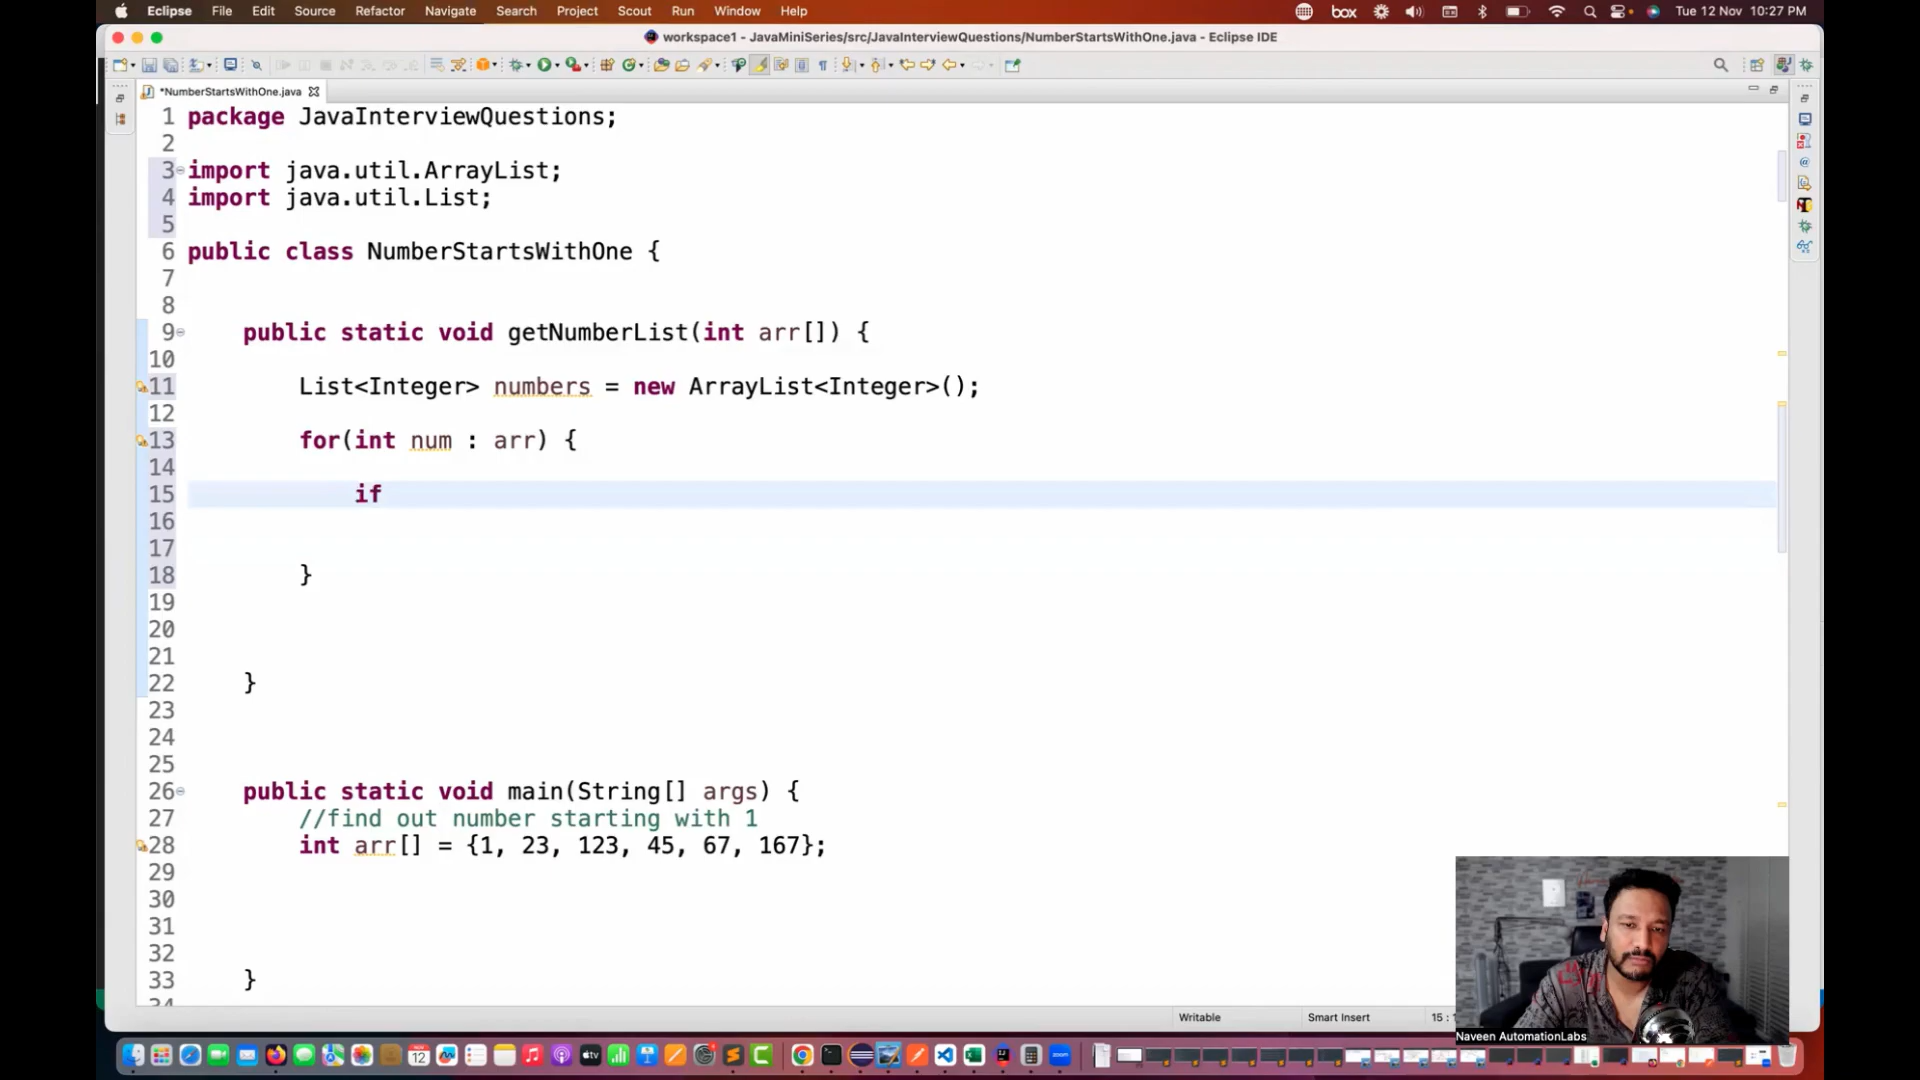 Eclipse File Edit Source Refactor Navigate Search Project Scout Run Window Help box Tue 12 Nov 10:27 PM
workspace1 - JavaMiniSeries/src/JavaInterviewQuestions/NumberStartsWithOne.java - Eclipse IDE
*NumberStartsWithOne.java
1 package JavaInterviewQuestions;
2
3 import java.util.ArrayList;
4 import java.util.List;
5
6 public class NumberStartsWithOne {
7
8
9 public static void getNumberList(int arr[]) {
10
11 List<Integer> numbers = new ArrayList<Integer>();
12
13 for(int num : arr) {
14
15 if
16
17
18 }
19
20
21
22 }
23
24
25
26 public static void main(String[] args) {
27 //find out number starting with 1
28 int arr[] = {1, 23, 123, 45, 67, 167};
29
30
31
32
33 }
34
Writable Smart Insert
Naveen AutomationLabs